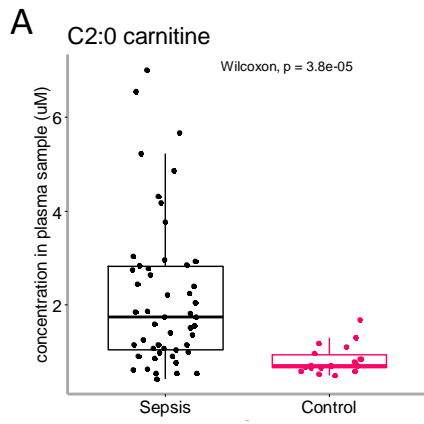 A
C2:0 carnitine
Wilcoxon, p = 3.8e-05
concentration in plasma sample (uM)
6
4
2
Sepsis
Control